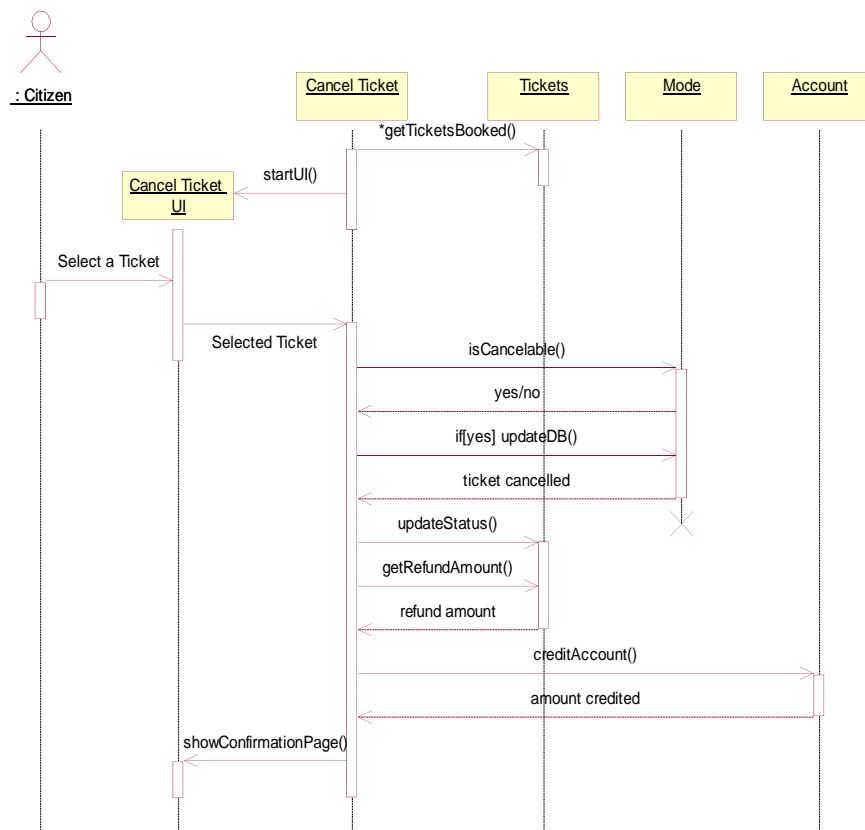 : Citizen
Cancel Ticket
Tickets
Mode
Account
*getTicketsBooked()
startUI()
Cancel Ticket
UI
Select a Ticket
Selected Ticket
isCancelable()
yes/no
if[yes] updateDB()
ticket cancelled
updateStatus()
getRefundAmount()
refund amount
creditAccount()
amount credited
showConfirmationPage()